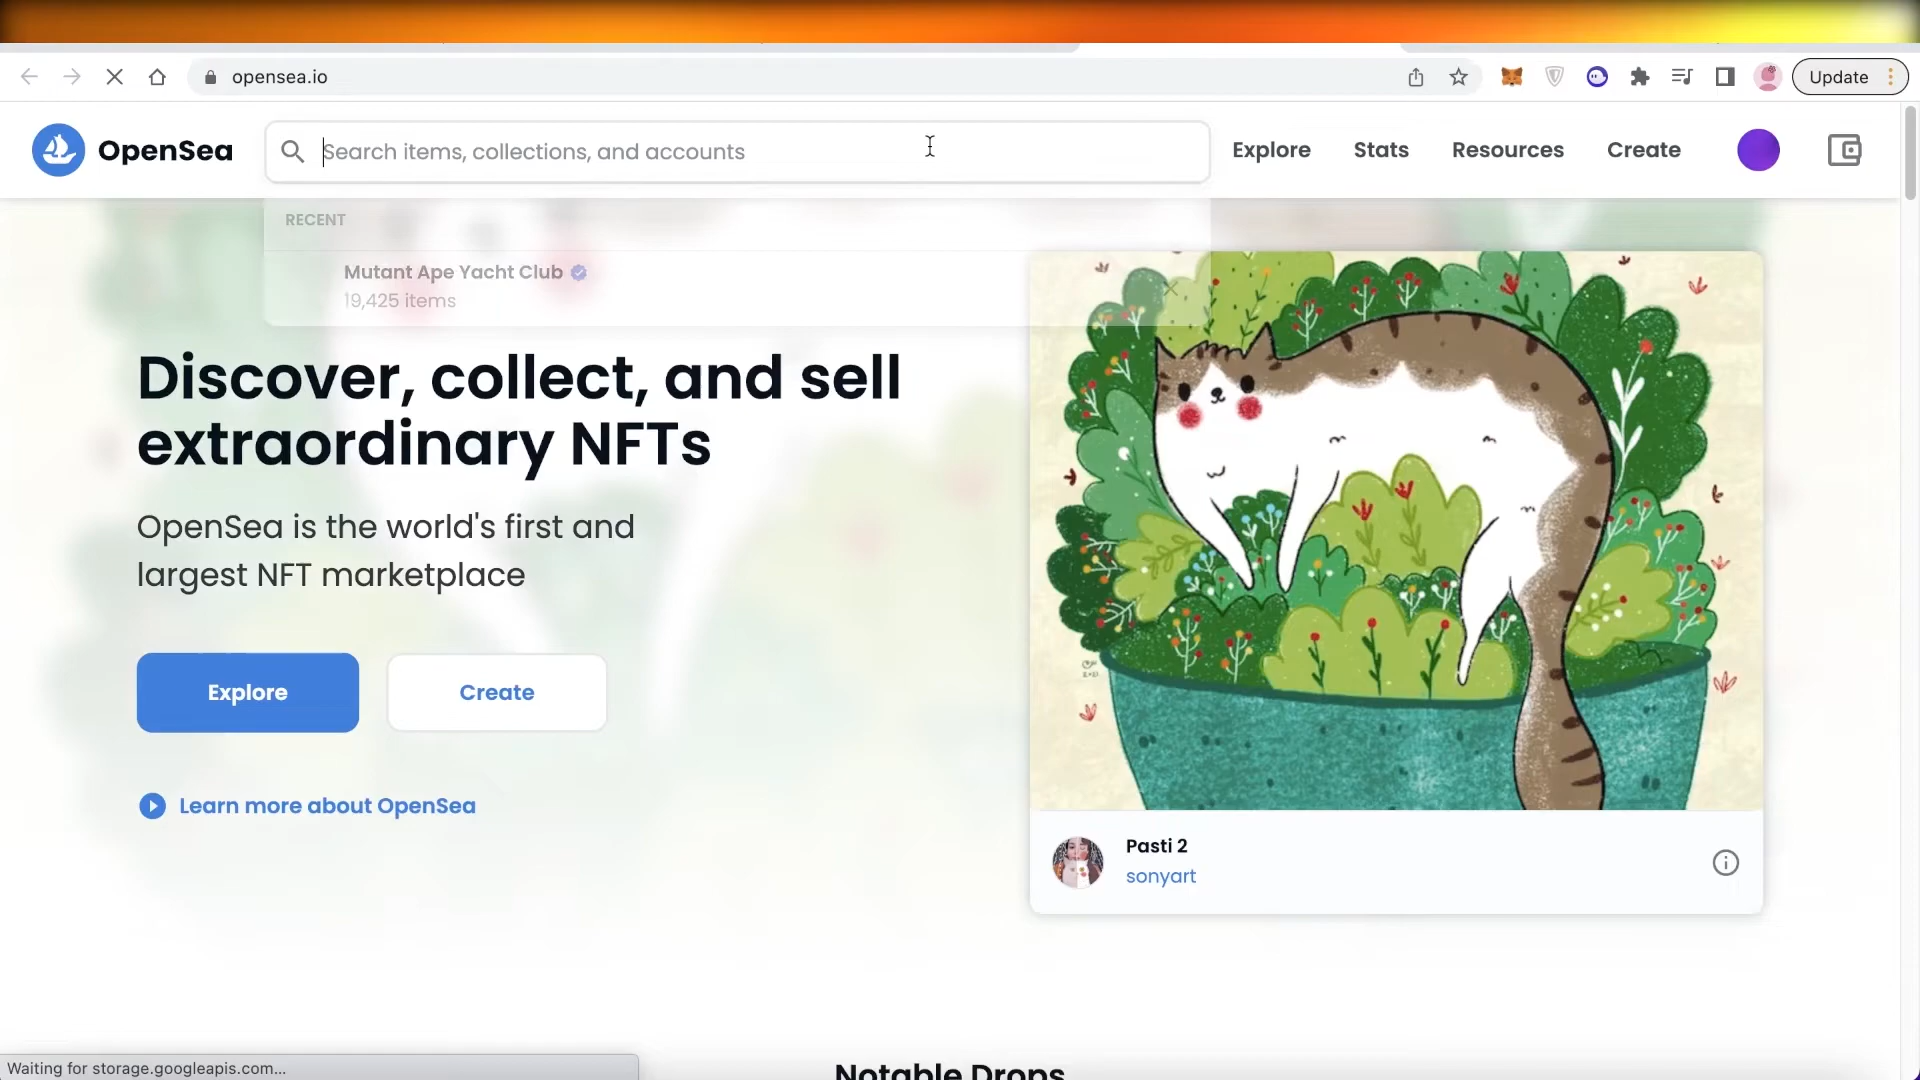 opensea.io
Update
OpenSea
Search items, collections, and accounts
Explore
Stats
Resources
Create
RECENT
Mutant Ape Yacht Club
19,425 items
Discover, collect, and sell
extraordinary NFTs
OpenSea is the world's first and
largest NFT marketplace
Explore
Create
Learn more about OpenSea
Pasti 2
sonyart
Notable Drops
Waiting for storage.googleapis.com...